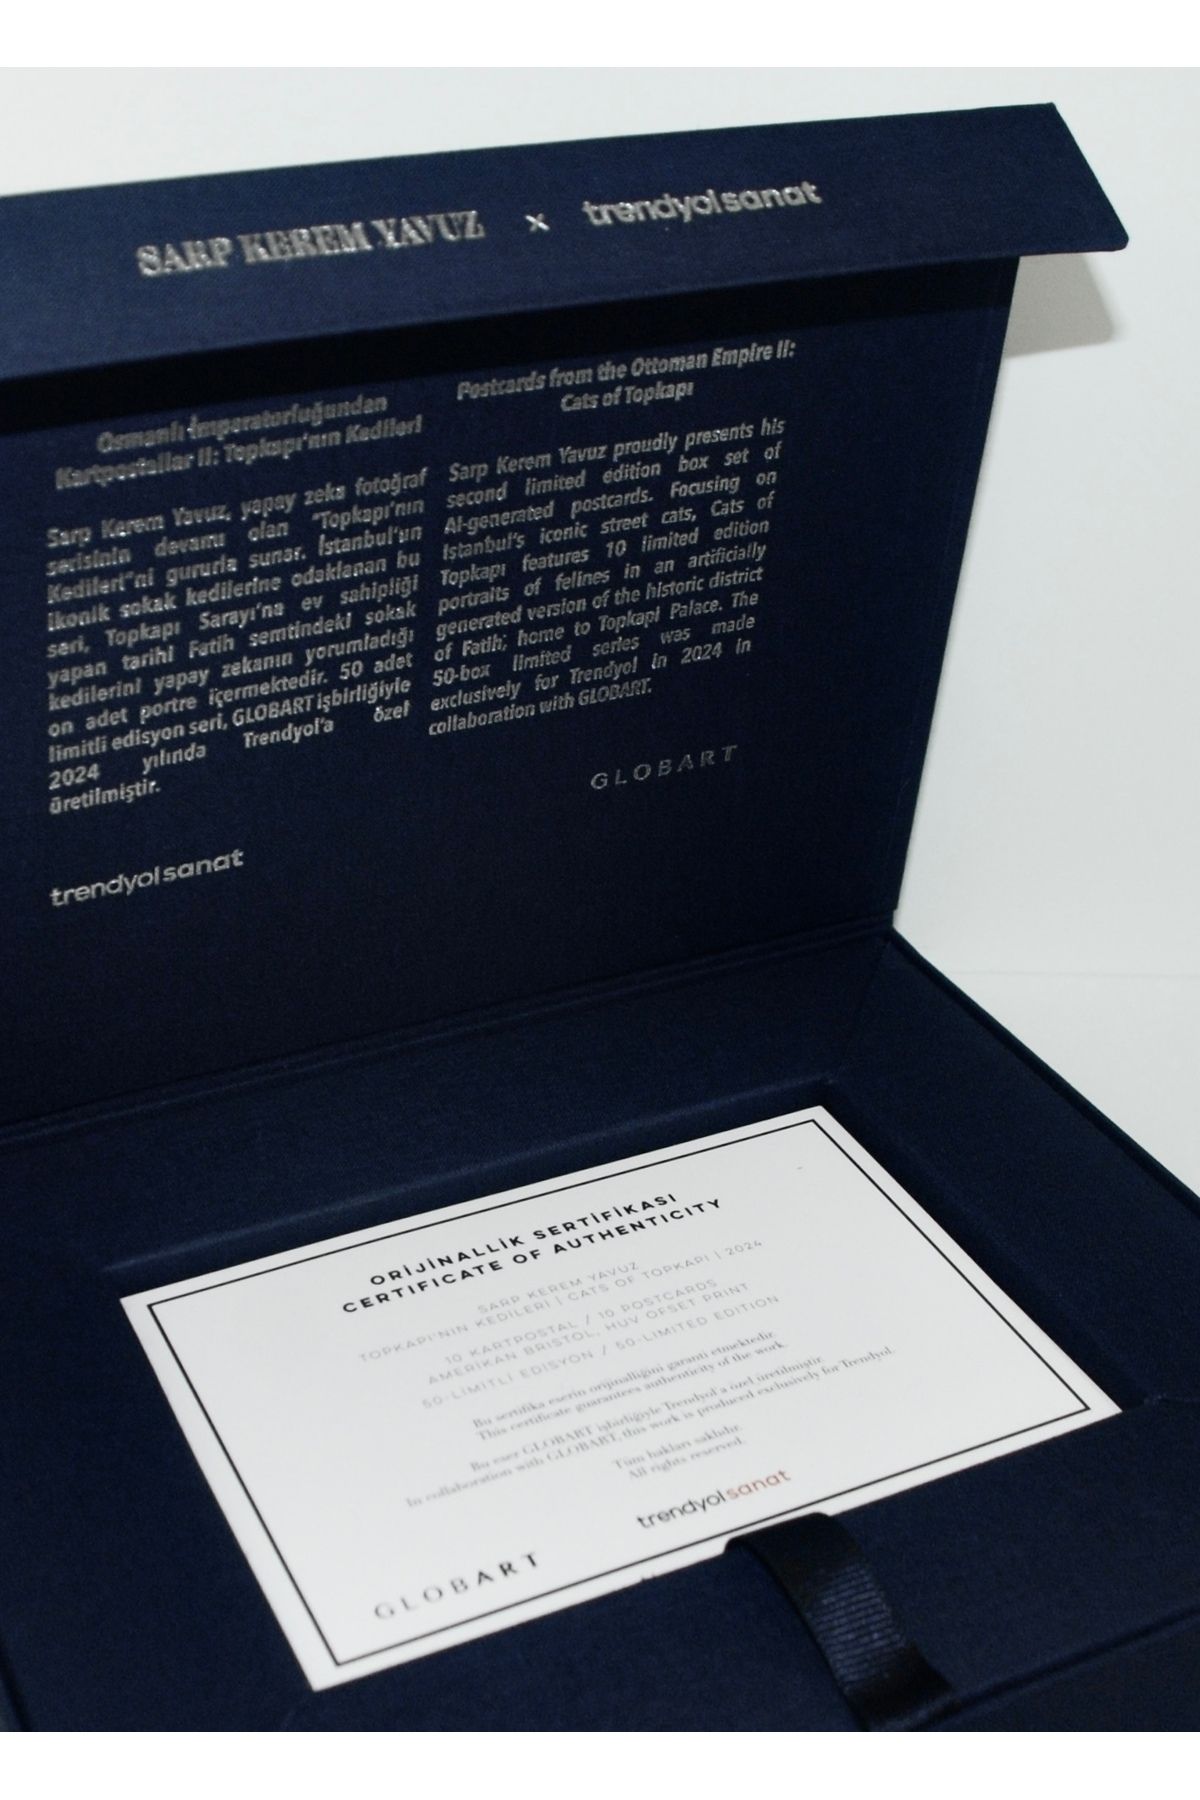 SARP KEREM YAVUZ x trendyolsanat
Osmanlı İmparatorluğundan
Kartpostallar II: Topkapı'nın Kedileri
Sarp Kerem Yavuz, yapay zeka fotoğraf
serisinin devamı olan "Topkapı'nın
Kedileri"ni gururla sunar. İstanbul'un
ikonik sokak kedilerine odaklanan bu
seri, Topkapı Sarayı'na ev sahipliği
yapan tarihi Fatih semtindeki sokak
kedilerini yapay zekanın yorumladığı
on adet portre içermektedir. 50 adet
limitli edisyon seri, GLOBART işbirliğiyle
2024 yılında Trendyol'a özel
üretilmiştir.
trendyolsanat
Postcards from the Ottoman Empire II:
Cats of Topkapı
Sarp Kerem Yavuz proudly presents his
second limited edition box set of
AI-generated postcards. Focusing on
Istanbul's iconic street cats, Cats of
Topkapı features 10 limited edition
portraits of felines in an artificially
generated version of the historic district
of Fatih, home to Topkapı Palace. The
50-box limited series was made
exclusively for Trendyol in 2024 in
collaboration with GLOBART.
GLOBART
ORİJİNALLİK SERTİFİKASI
CERTIFICATE OF AUTHENTICITY
SARP KEREM YAVUZ
TOPKAPI'NIN KEDİLERİ | CATS OF TOPKAPI | 2024
10 KARTPOSTAL / 10 POSTCARDS
AMERİKAN BRISTOL, HUV OFSET PRINT
50-LİMİTLİ EDİSYON / 50-LIMITED EDITION
Bu sertifika eserin orijinalliğini garanti etmektedir.
This certificate guarantees authenticity of the work.
Bu eser GLOBART işbirliğiyle Trendyol'a özel üretilmiştir.
In collaboration with GLOBART, this work is produced exclusively for Trendyol.
Tüm hakları saklıdır.
All rights reserved.
trendyolsanat
GLOBART